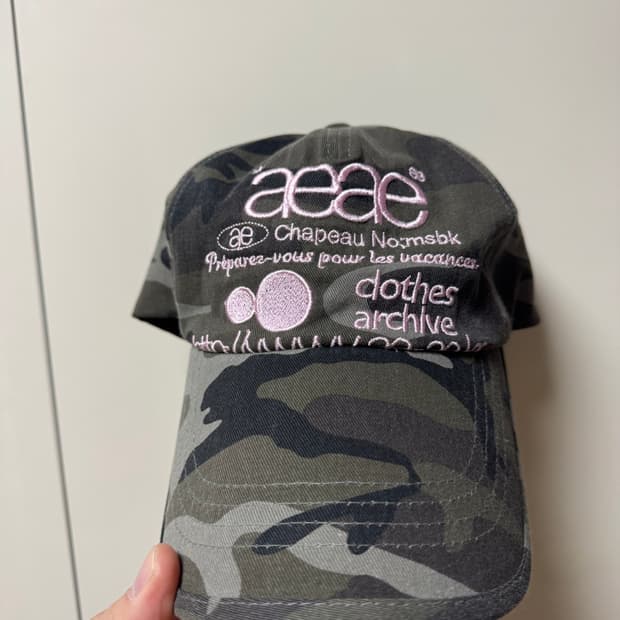 aeae
ae Chapeau No;msbk
Préparez-vous pour les vacances.
clothes
archive